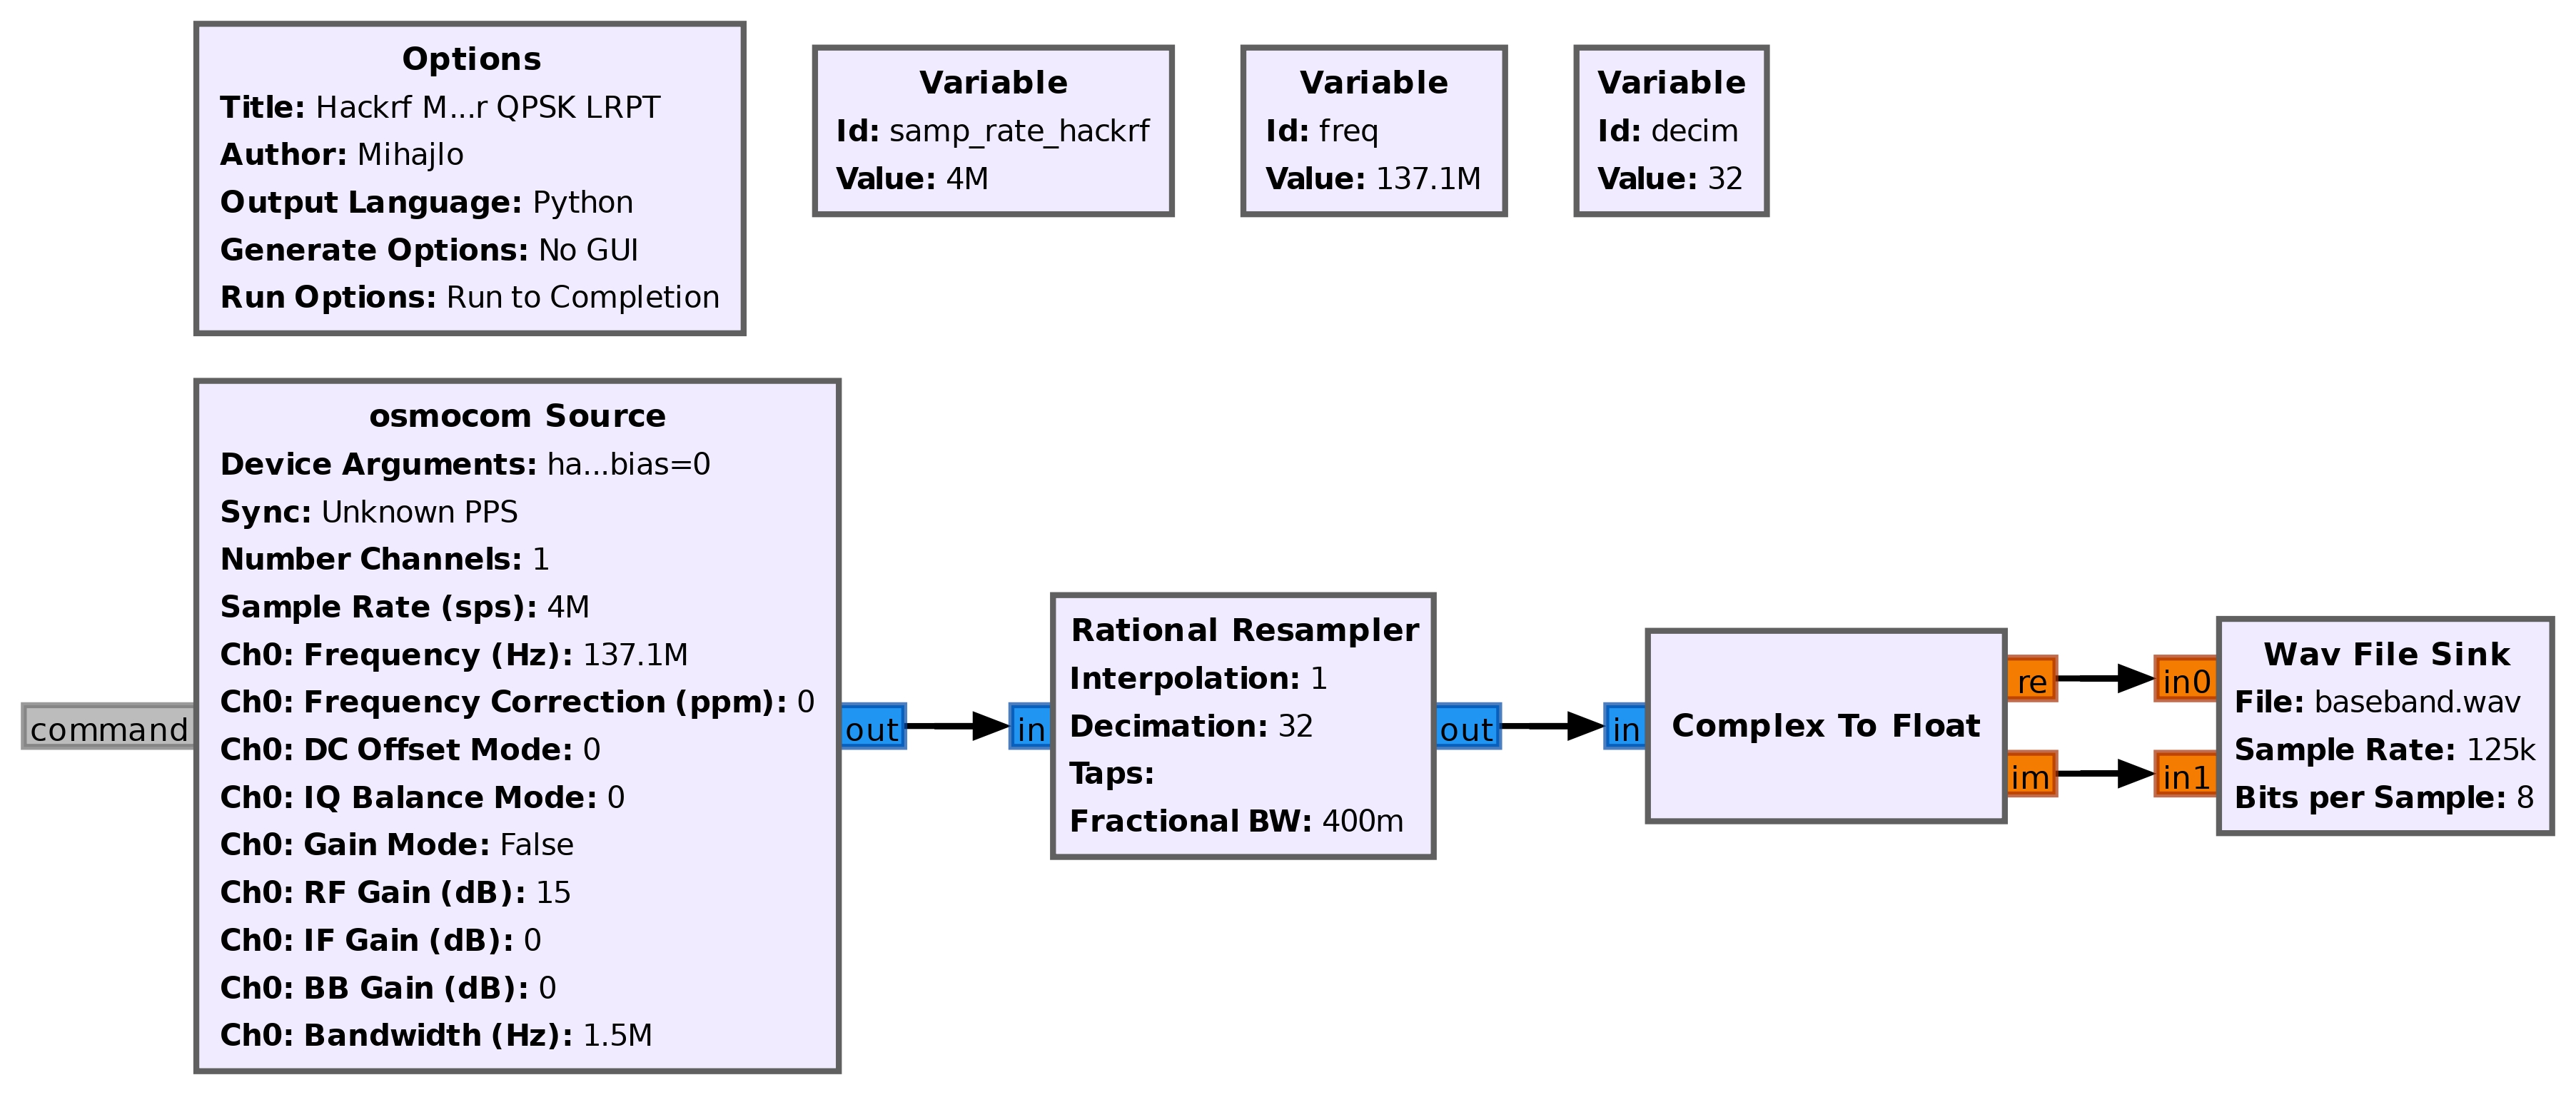 Options
Title: Hackrf M...r QPSK LRPT
Author: Mihajlo
Output Language: Python
Generate Options: No GUI
Run Options: Run to Completion
Variable
Id: samp_rate_hackrf
Value: 4M
Variable
Id: freq
Value: 137.1M
Variable
Id: decim
Value: 32
command
osmocom Source
Device Arguments: ha...bias=0
Sync: Unknown PPS
Number Channels: 1
Sample Rate (sps): 4M
Ch0: Frequency (Hz): 137.1M
Ch0: Frequency Correction (ppm): 0
Ch0: DC Offset Mode: 0
Ch0: IQ Balance Mode: 0
Ch0: Gain Mode: False
Ch0: RF Gain (dB): 15
Ch0: IF Gain (dB): 0
Ch0: BB Gain (dB): 0
Ch0: Bandwidth (Hz): 1.5M
out
in
Rational Resampler
Interpolation: 1
Decimation: 32
Taps:
Fractional BW: 400m
out
in
Complex To Float
re
im
in0
in1
Wav File Sink
File: baseband.wav
Sample Rate: 125k
Bits per Sample: 8